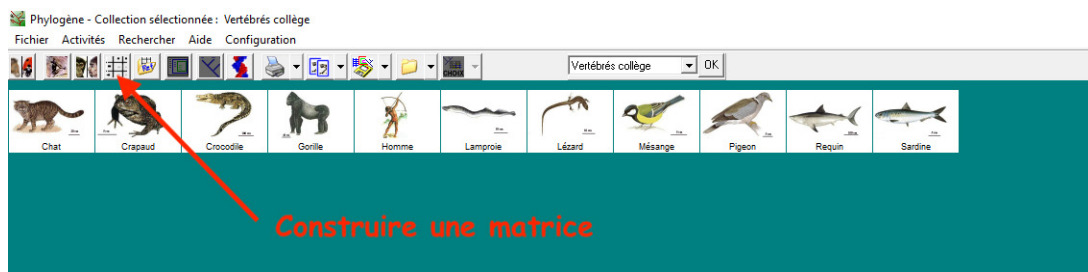 Phylogène - Collection sélectionnée : Vertébrés collège
Fichier Activités Rechercher Aide Configuration
CHOIX Vertébrés collège OK
Chat Crapaud Crocodile Gorille Homme Lamproie Lézard Mésange Pigeon Requin Sardine
Construire une matrice